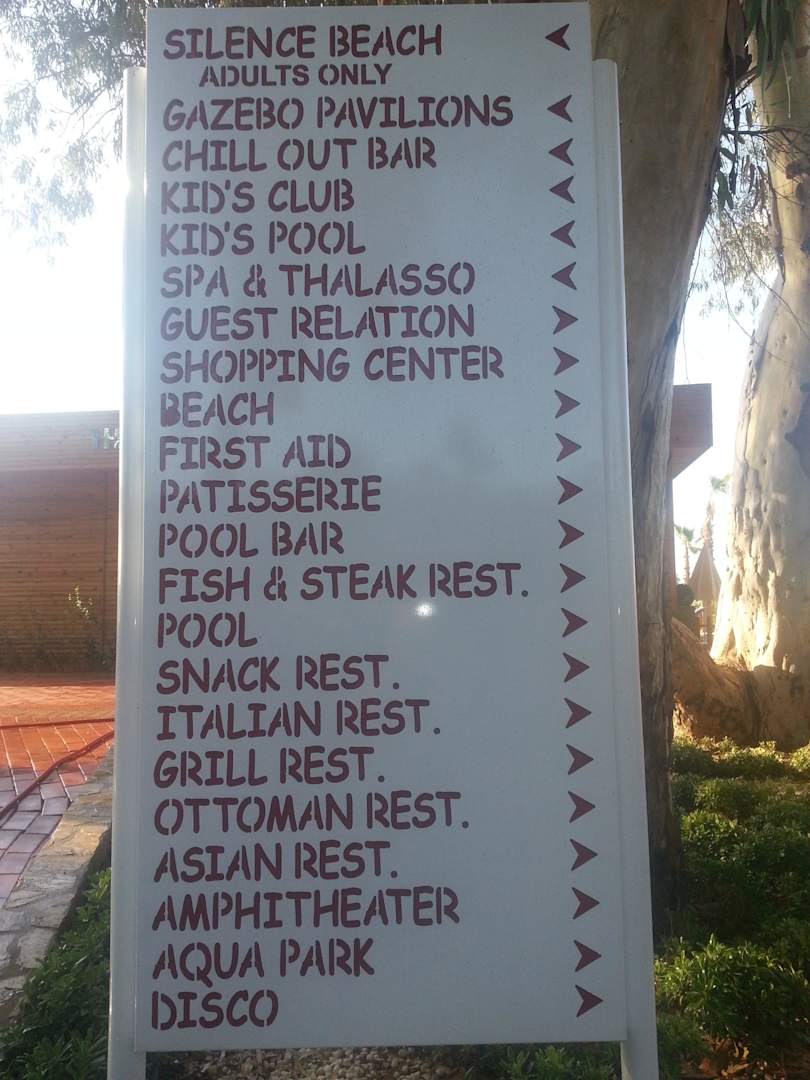 SILENCE BEACH
ADULTS ONLY
GAZEBO PAVILIONS
CHILL OUT BAR
KID'S CLUB
KID'S POOL
SPA & THALASSO
GUEST RELATION
SHOPPING CENTER
BEACH
FIRST AID
PATISSERIE
POOL BAR
FISH & STEAK REST.
POOL
SNACK REST.
ITALIAN REST.
GRILL REST.
OTTOMAN REST.
ASIAN REST.
AMPHITHEATER
AQUA PARK
DISCO